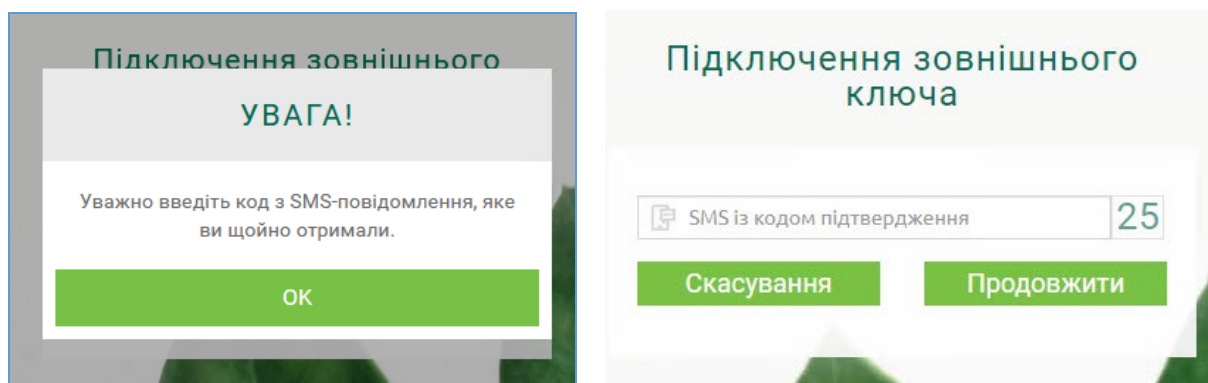 Підключення зовнішнього
УВАГА!
Уважно введіть код з SMS-повідомлення, яке
ви щойно отримали.
ОК
Підключення зовнішнього
ключа
SMS із кодом підтвердження
25
Скасування
Продовжити